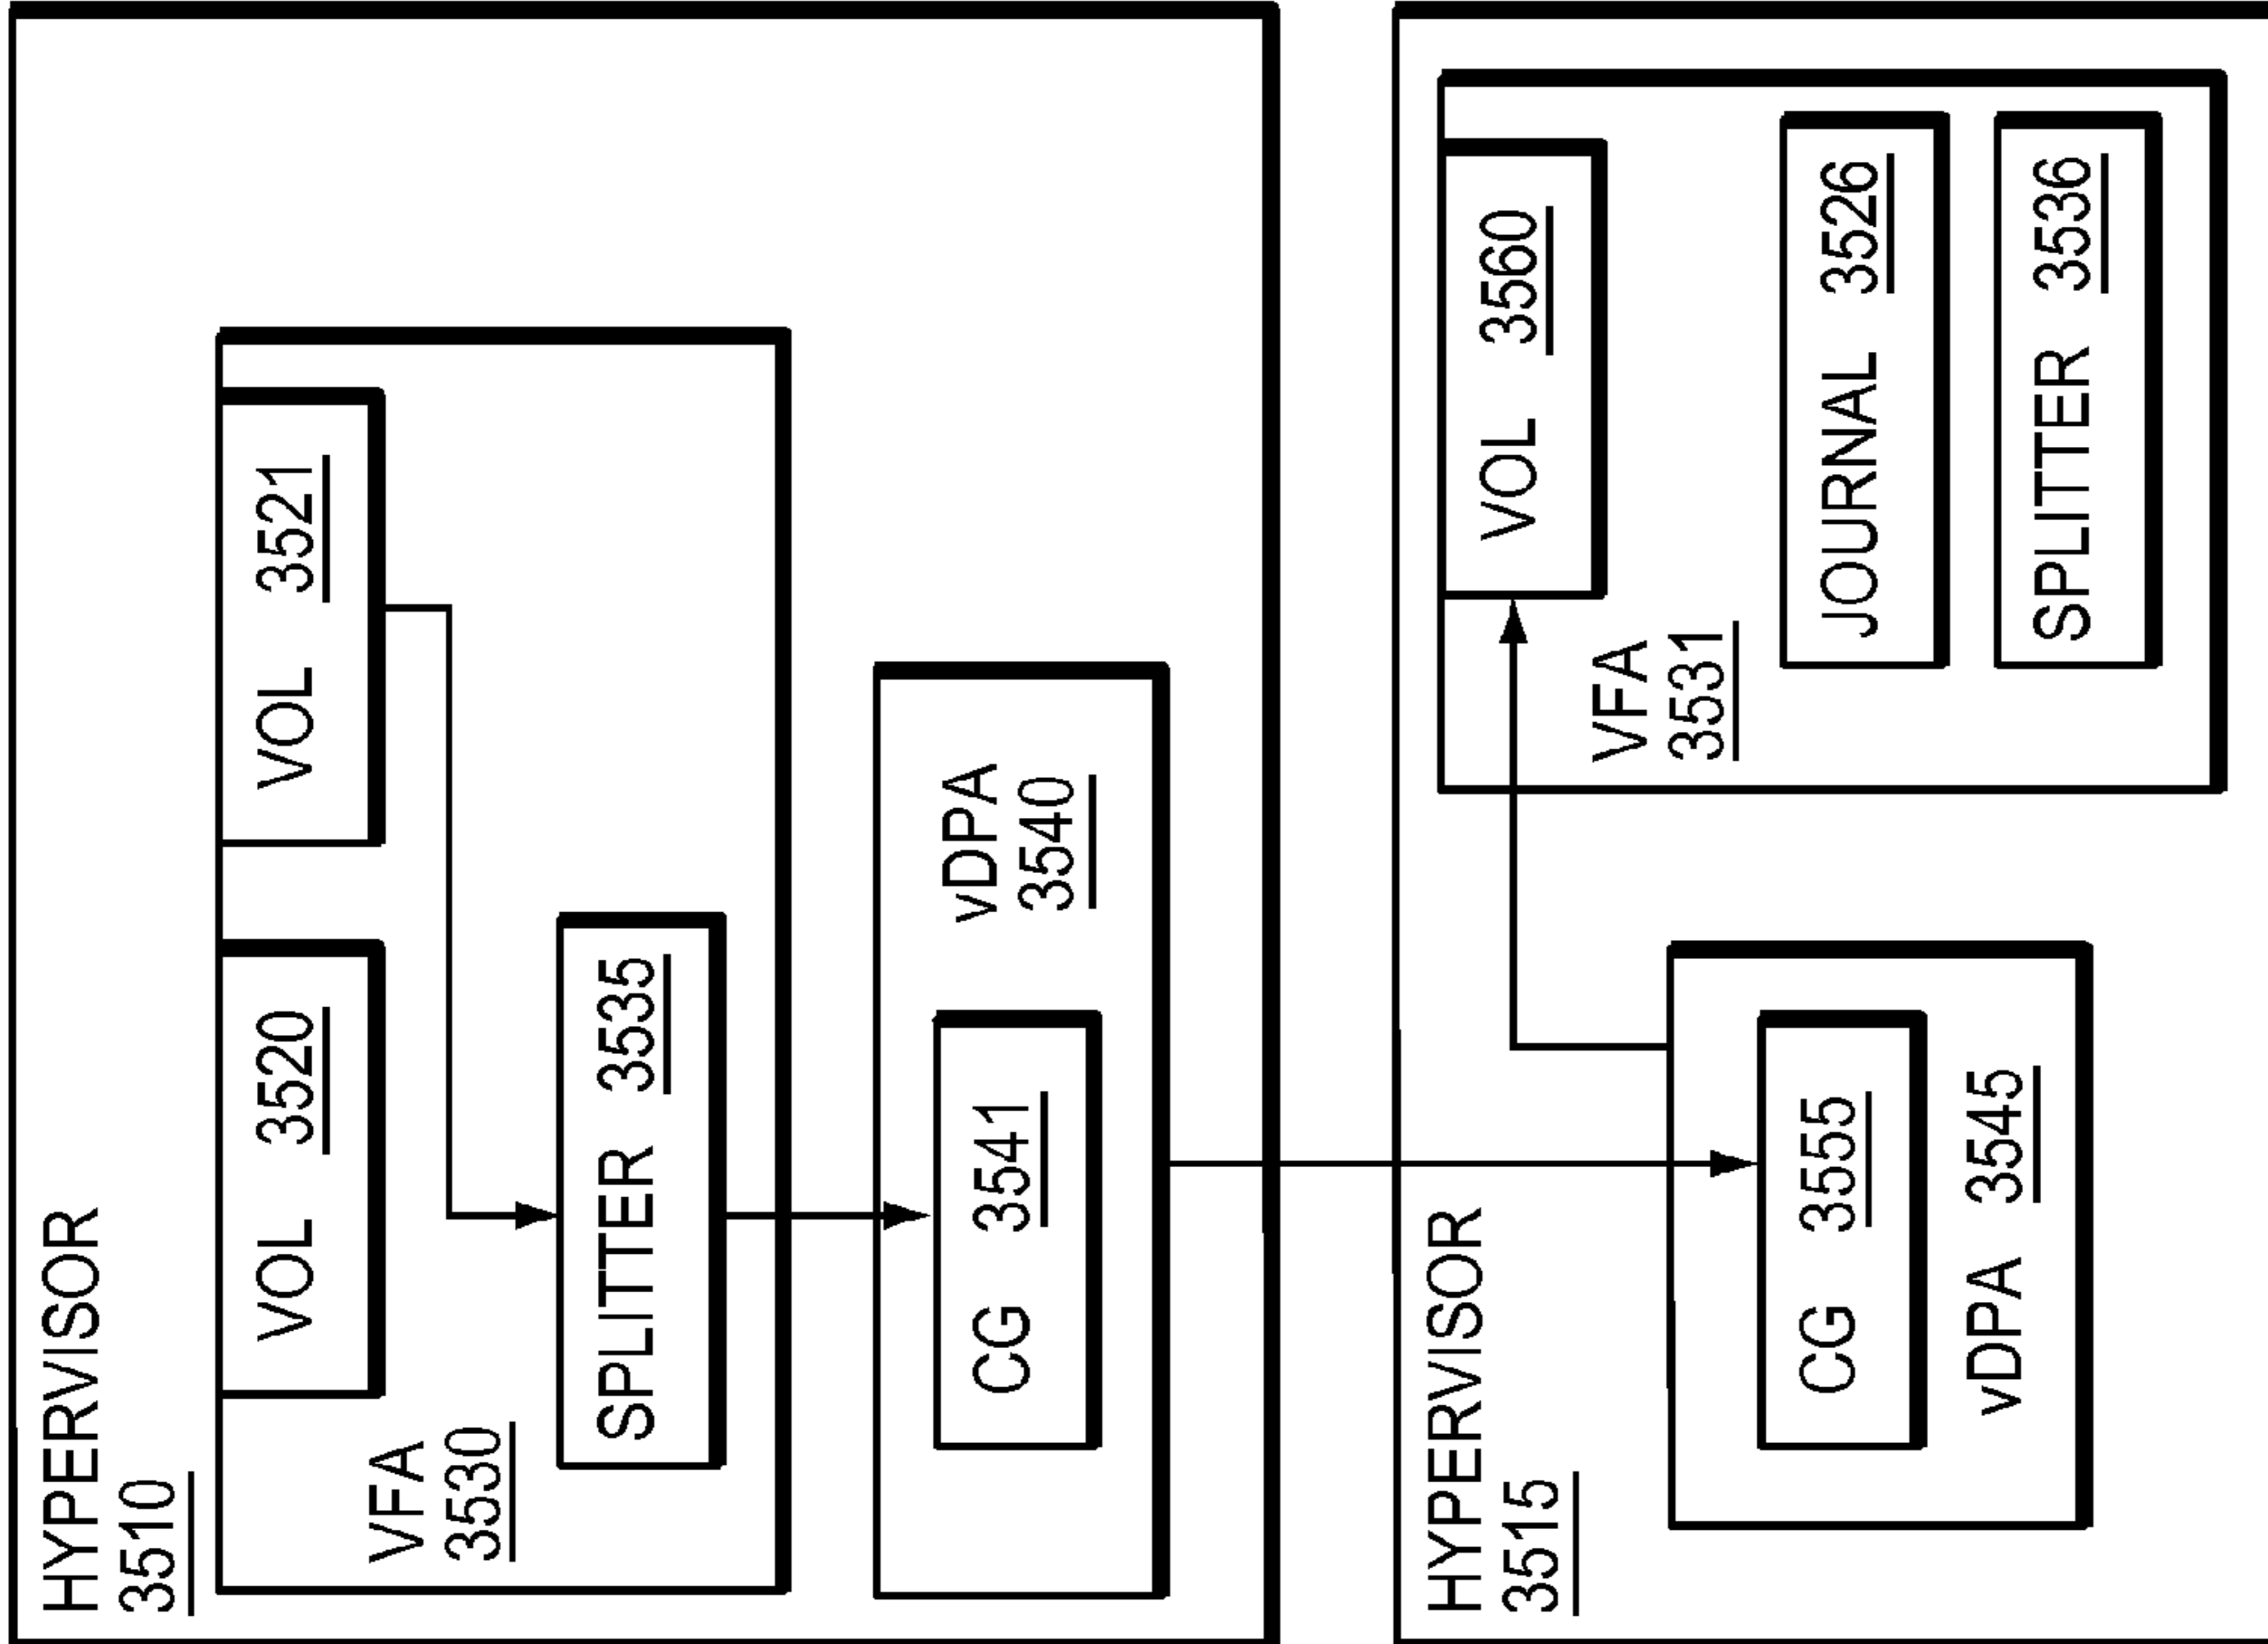 HYPERVISOR
3510
VOL 3520
VOL 3521
VFA
3530
SPLITTER 3535
CG 3541
vDPA
3540
HYPERVISOR
3515
CG 3555
vDPA 3545
VOL 3560
VFA
3531
JOURNAL 3526
SPLITTER 3536